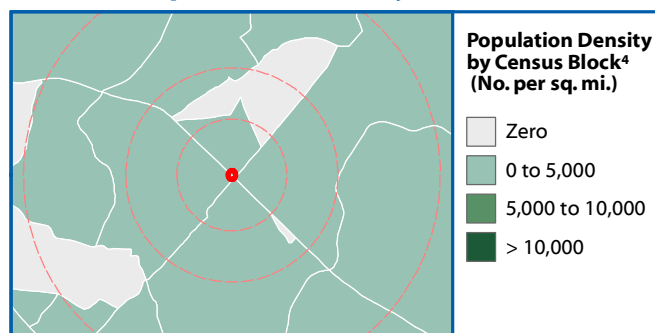 Population Density
by Census Block⁴
(No. per sq. mi.)
Zero
0 to 5,000
5,000 to 10,000
> 10,000